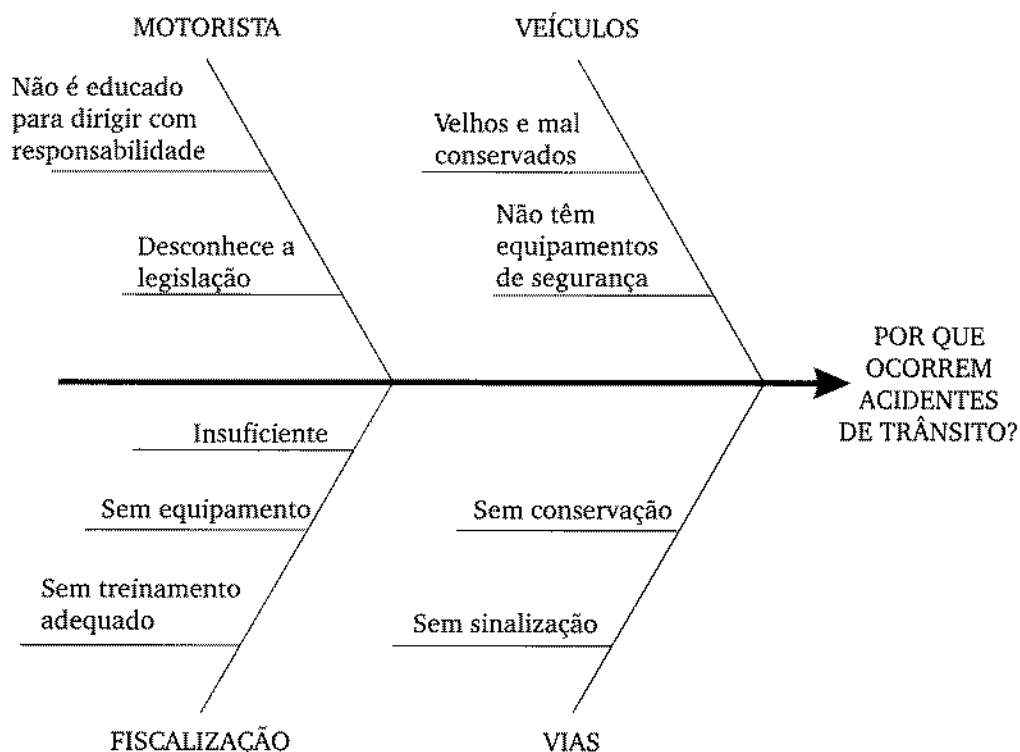 MOTORISTA
VEÍCULOS
Não é educado
para dirigir com
responsabilidade
Velhos e mal
conservados
Desconhece a
legislação
Não têm
equipamentos
de segurança
POR QUE
OCORREM
ACIDENTES
DE TRÂNSITO?
Insuficiente
Sem equipamento
Sem treinamento
adequado
Sem conservação
Sem sinalização
FISCALIZAÇÃO
VIAS